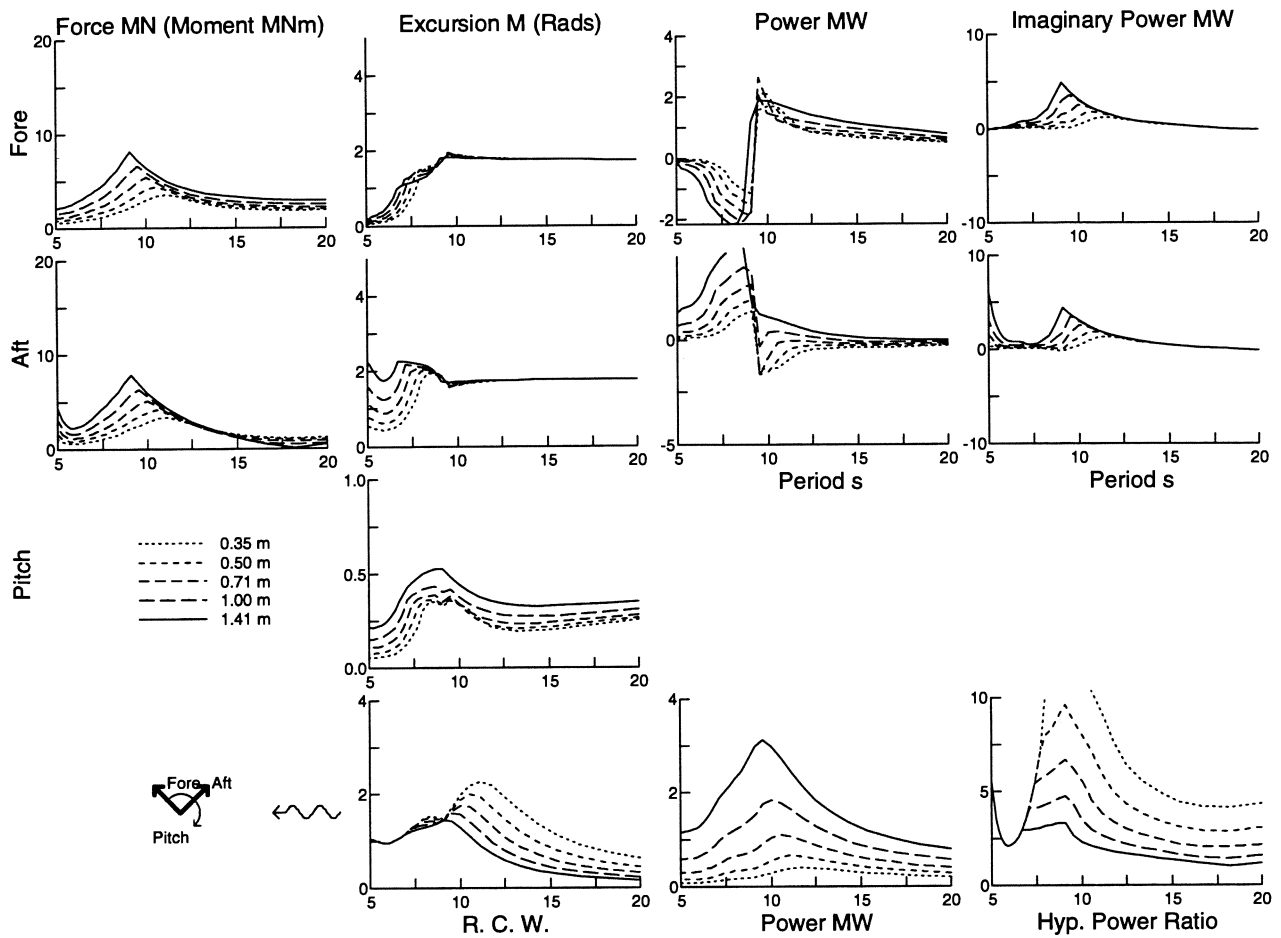 Force MN (Moment MNm)
Excursion M (Rads)
Power MW
Imaginary Power MW
Fore
20
10
0
5 10 15 20
4
2
0
5 10 15 20
4
2
0
-2
5 10 15 20
10
0
-10
5 10 15 20
Aft
20
10
0
5 10 15 20
4
2
0
5 10 15 20
0
-5
5 10 15 20
Period s
10
0
-10
5 10 15 20
Period s
Pitch
0.35 m
0.50 m
0.71 m
1.00 m
1.41 m
1.0
0.5
0.0
5 10 15 20
Fore Aft
Pitch
4
2
0
5 10 15 20
R. C. W.
4
2
0
5 10 15 20
Power MW
10
5
0
5 10 15 20
Hyp. Power Ratio